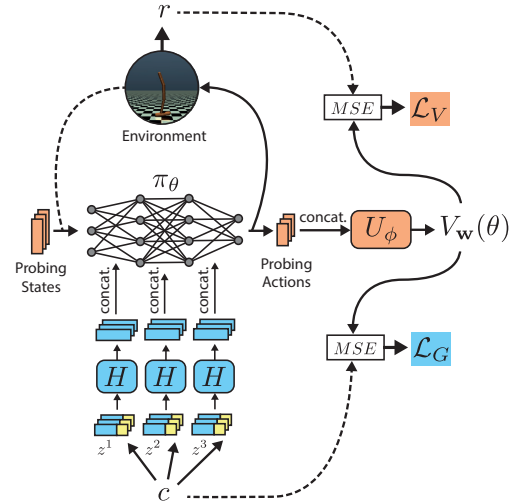 r
Environment
MSE
𝓛_V
π_θ
Probing
States
concat.
Probing
Actions
U_ϕ
V_w(θ)
concat.
concat.
concat.
MSE
𝓛_G
H
H
H
z^1
z^2
z^3
c